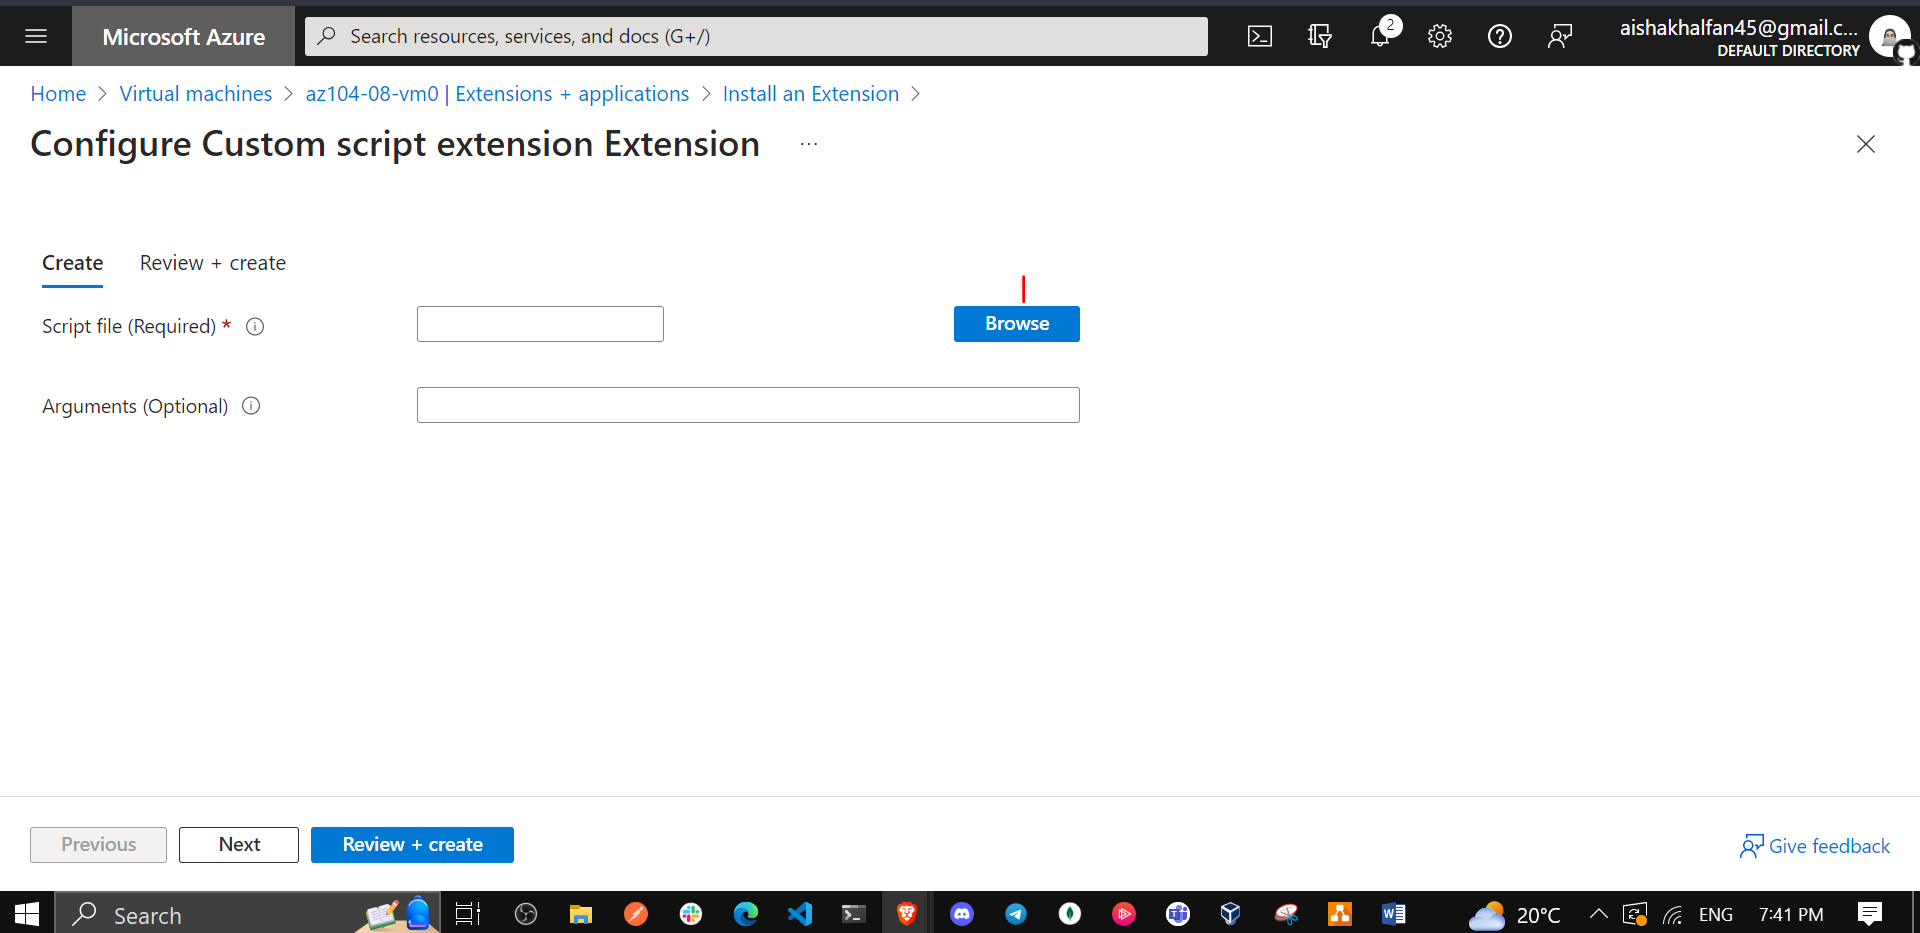 Microsoft Azure
Search resources, services, and docs (G+/)
2
aishakhalfan45@gmail.c...
DEFAULT DIRECTORY
Home > Virtual machines > az104-08-vm0 | Extensions + applications > Install an Extension >
Configure Custom script extension Extension ...
Create
Review + create
Script file (Required) *
Browse
Arguments (Optional)
Previous
Next
Review + create
Give feedback
Search
20°C
ENG
7:41 PM